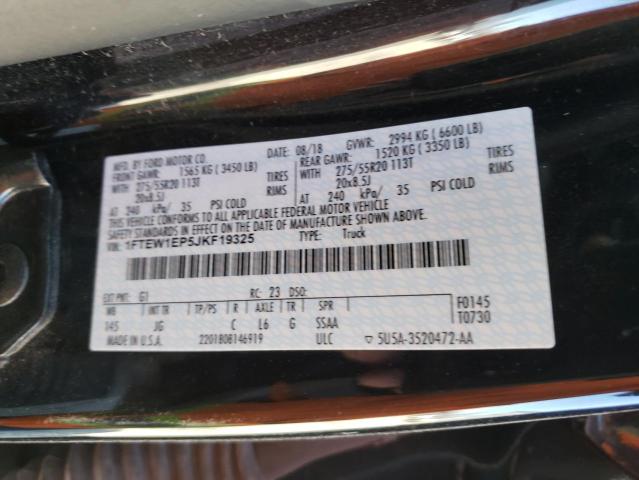 MFD. BY FORD MOTOR CO.
DATE: 08/18 GVWR: 2994 KG ( 6600 LB)
FRONT GAWR: 1565 KG ( 3450 LB) REAR GAWR: 1520 KG ( 3350 LB)
WITH 275/55R20 113T TIRES WITH 275/55R20 113T TIRES
20x8.5J RIMS 20x8.5J RIMS
AT 240 kPa/ 35 PSI COLD AT 240 kPa/ 35 PSI COLD
THIS VEHICLE CONFORMS TO ALL APPLICABLE FEDERAL MOTOR VEHICLE
SAFETY STANDARDS IN EFFECT ON THE DATE OF MANUFACTURE SHOWN ABOVE.
VIN: 1FTEW1EP5JKF19325 TYPE: Truck
EXT PNT: G1 RC: 23 DSO: F0145
WB INT TR TP/PS R AXLE TR SPR T0730
145 JG C L6 G SSAA
MADE IN U.S.A. 2201808146919 ULC ▽ 5U5A-3520472-AA